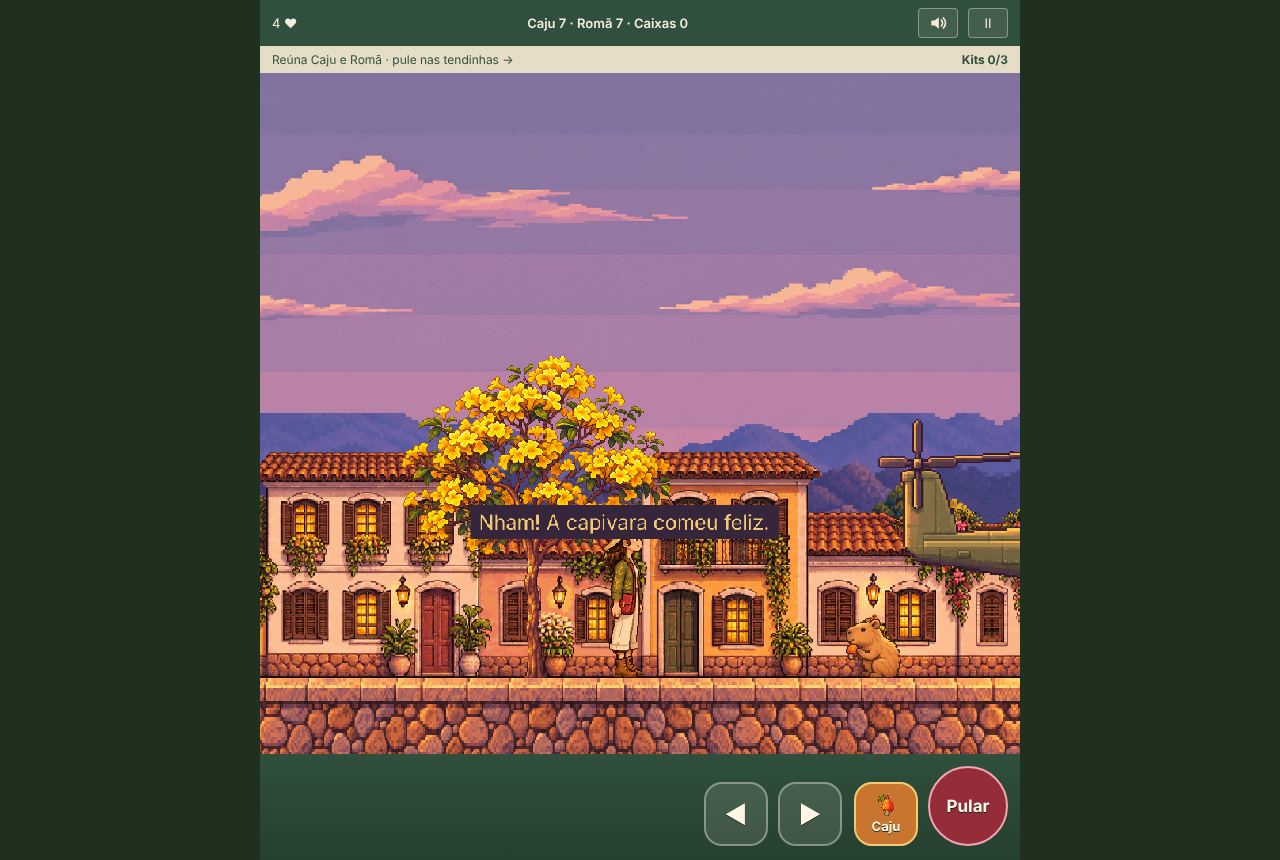 4 ♥
Caju 7 · Romã 7 · Caixas 0
Reúna Caju e Romã · pule nas tendinhas →
Kits 0/3
Nham! A capivara comeu feliz.
Caju
Pular